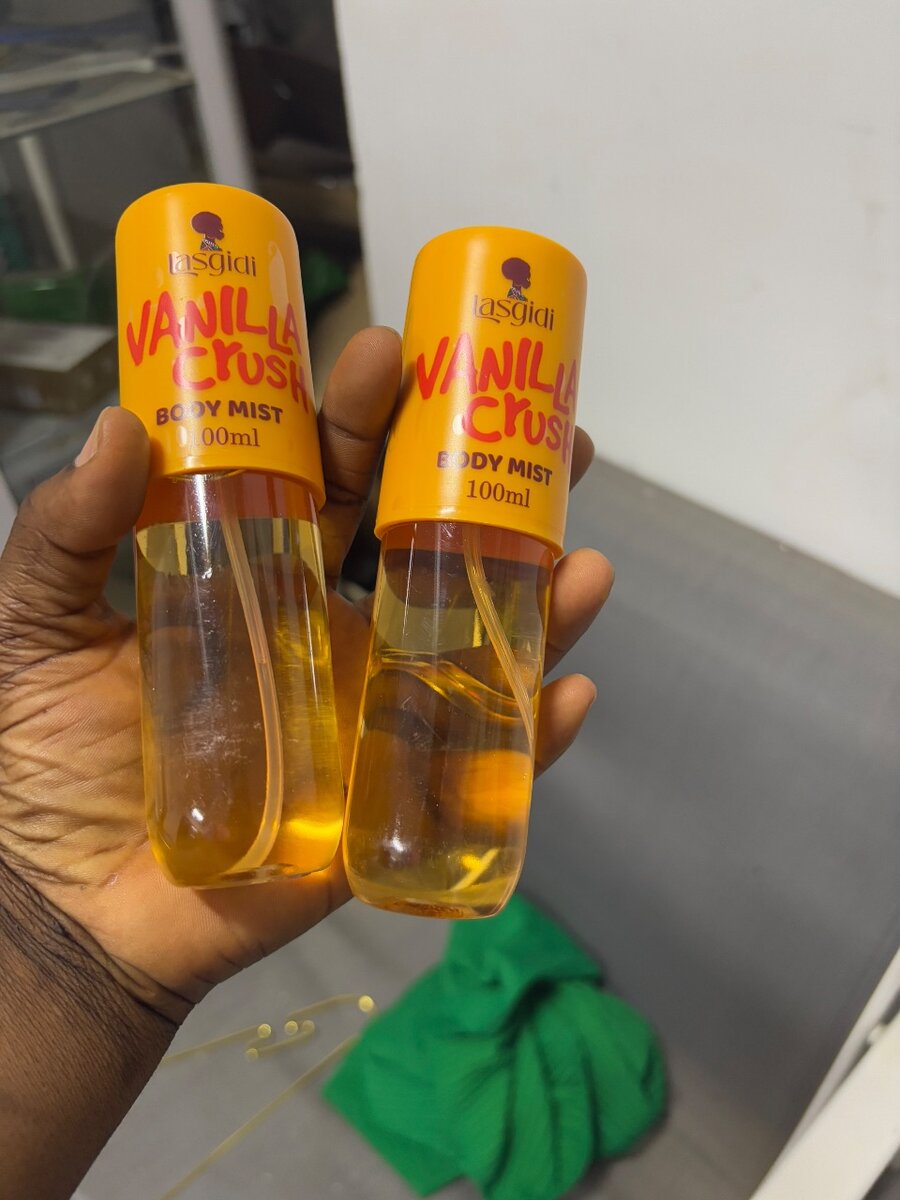 Lasgidi
VANILLA
CRUSH
BODY MIST
100ml
Lasgidi
VANILLA
CRUSH
BODY MIST
100ml